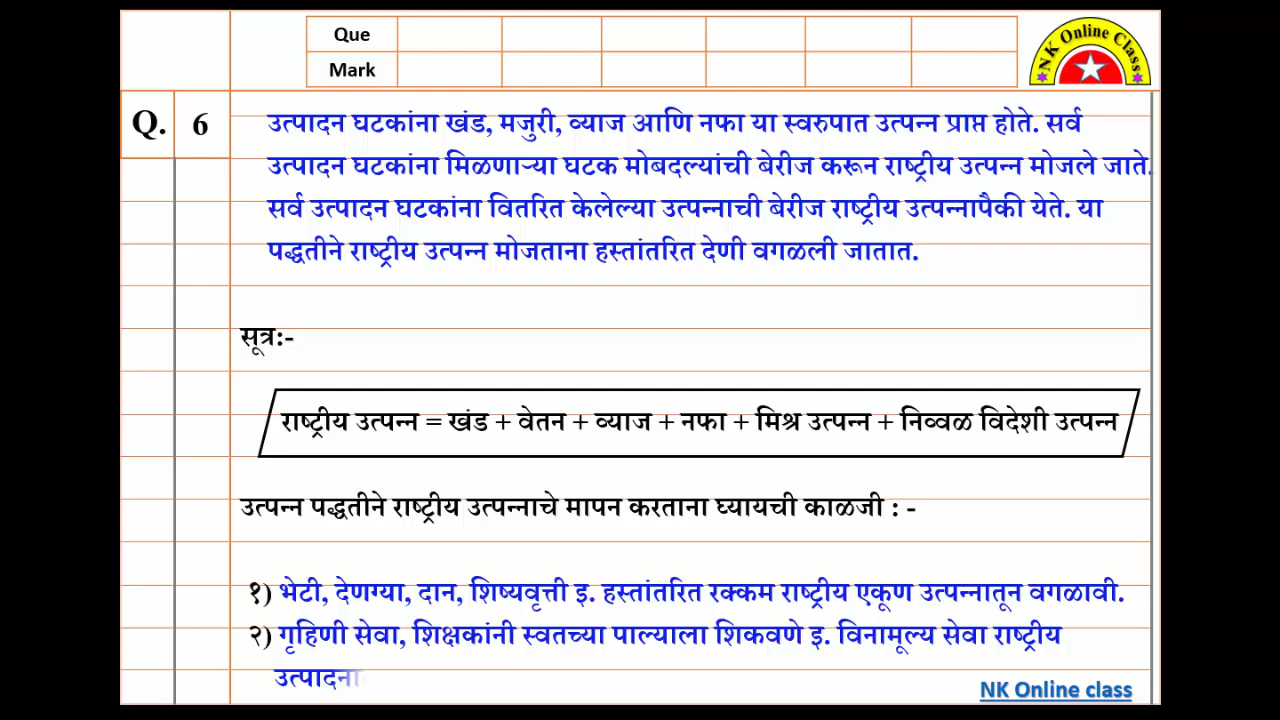 Que
Mark
NK Online Class
Q. 6
उत्पादन घटकांना खंड, मजुरी, व्याज आणि नफा या स्वरुपात उत्पन्न प्राप्त होते. सर्व
उत्पादन घटकांना मिळणाऱ्या घटक मोबदल्यांची बेरीज करून राष्ट्रीय उत्पन्न मोजले जाते.
सर्व उत्पादन घटकांना वितरित केलेल्या उत्पन्नाची बेरीज राष्ट्रीय उत्पन्नापैकी येते. या
पद्धतीने राष्ट्रीय उत्पन्न मोजताना हस्तांतरित देणी वगळली जातात.
सूत्र:-
राष्ट्रीय उत्पन्न = खंड + वेतन + व्याज + नफा + मिश्र उत्पन्न + निव्वळ विदेशी उत्पन्न
उत्पन्न पद्धतीने राष्ट्रीय उत्पन्नाचे मापन करताना घ्यायची काळजी : -
१) भेटी, देणग्या, दान, शिष्यवृत्ती इ. हस्तांतरित रक्कम राष्ट्रीय एकूण उत्पन्नातून वगळावी.
२) गृहिणी सेवा, शिक्षकांनी स्वतच्या पाल्याला शिकवणे इ. विनामूल्य सेवा राष्ट्रीय
उत्पादना
NK Online class